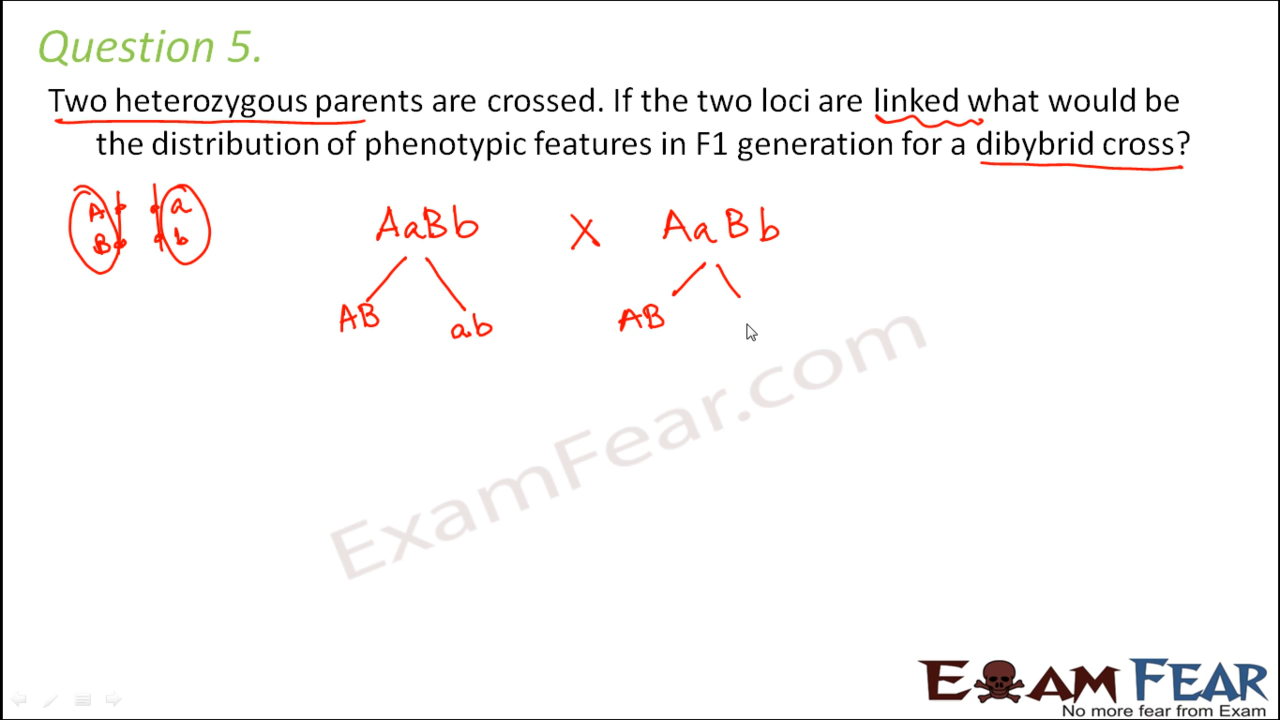 Question 5.
Two heterozygous parents are crossed. If the two loci are linked what would be
the distribution of phenotypic features in F1 generation for a dibybrid cross?
A a
B b
AaBb X AaBb
AB ab AB
ExamFear.com
EXAM FEAR
No more fear from Exam